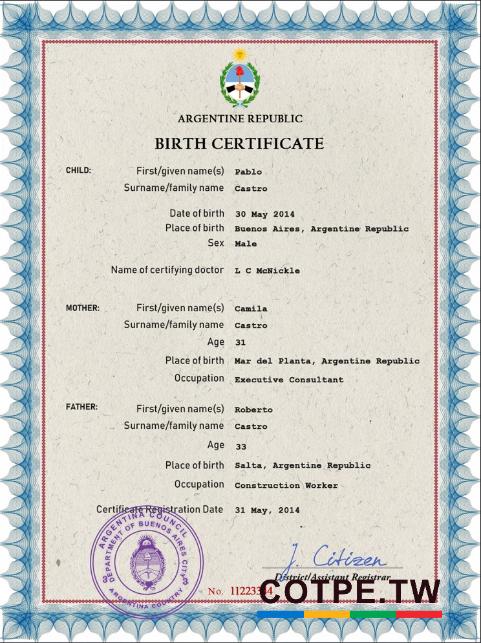 ARGENTINE REPUBLIC
BIRTH CERTIFICATE
CHILD: First/given name(s) Pablo
Surname/family name Castro
Date of birth 30 May 2014
Place of birth Buenos Aires, Argentine Republic
Sex Male
Name of certifying doctor L C McNickle
MOTHER: First/given name(s) Camila
Surname/family name Castro
Age 31
Place of birth Mar del Planta, Argentine Republic
Occupation Executive Consultant
FATHER: First/given name(s) Roberto
Surname/family name Castro
Age 33
Place of birth Salta, Argentine Republic
Occupation Construction Worker
Certificate Registration Date 31 May, 2014
ARGENTINA COUNCIL
DEPARTMENT OF BUENOS AIRES CITY
ARGENTINA COUNTRY
J. Citizen
District/Assistant Registrar
No. 11223344
COTPE.TW